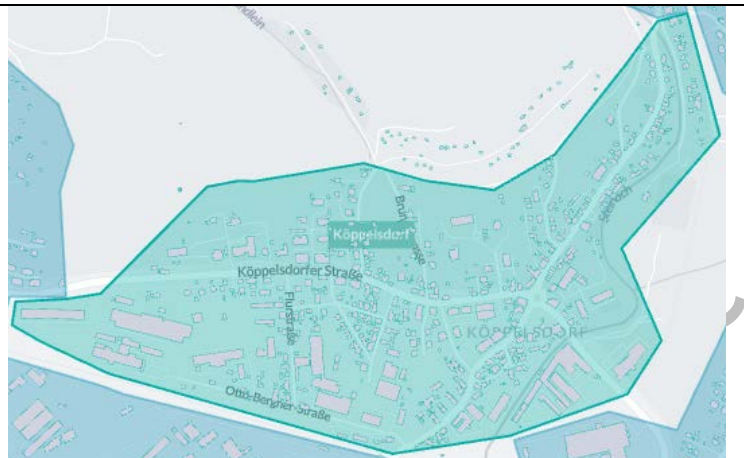 Köppelsdorf
Köppelsdorfer Straße
Flurstraße
KÖPPELSDORF
Otto-Bergner-Straße